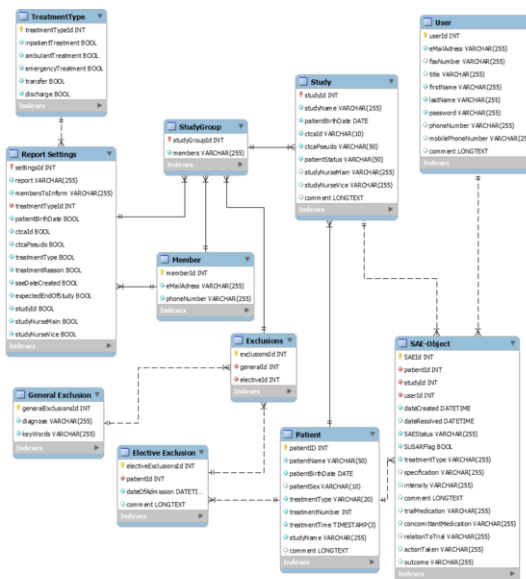 TreatmentType
treatmentTypeId INT
inpatientTreatment BOOL
ambulantTreatment BOOL
emergencyTreatment BOOL
transfer BOOL
discharge BOOL
Indexes
User
userId INT
eMailAdress VARCHAR(255)
faxNumber VARCHAR(255)
title VARCHAR(255)
firstName VARCHAR(255)
lastName VARCHAR(255)
password VARCHAR(255)
phoneNumber VARCHAR(255)
mobilePhoneNumber VARCHAR(255)
comment LONGTEXT
Indexes
Study
studyId INT
studyName VARCHAR(255)
patientBirthDate DATE
ctcaId VARCHAR(10)
ctcaPseudo VARCHAR(50)
patientStatus VARCHAR(50)
studyNurseMain VARCHAR(255)
studyNurseVice VARCHAR(255)
comment LONGTEXT
Indexes
StudyGroup
studyGroupId INT
members VARCHAR(255)
Indexes
Report Settings
settingsId INT
report VARCHAR(255)
membersToInform VARCHAR(255)
treatmentTypeId INT
patientBirthDate BOOL
ctcaId BOOL
ctcaPseudo BOOL
treatmentType BOOL
treatmentReason BOOL
saeDateCreated BOOL
expectedEndOfStudy BOOL
studyId BOOL
studyNurseMain BOOL
studyNurseVice BOOL
Indexes
Member
memberId INT
eMailAdress VARCHAR(255)
phoneNumber VARCHAR(255)
Indexes
Exclusions
exclusionsId INT
generalId INT
electiveId INT
Indexes
SAE-Object
SAEId INT
patientId INT
studyId INT
userId INT
dateCreated DATETIME
dateResolved DATETIME
SAEStatus VARCHAR(255)
SUSARFlag BOOL
treatmentType VARCHAR(255)
specification VARCHAR(255)
intensity VARCHAR(255)
comment LONGTEXT
trialMedication VARCHAR(255)
concomittantMedication VARCHAR(255)
relationToTrial VARCHAR(255)
actionTaken VARCHAR(255)
outcome VARCHAR(255)
Indexes
General Exclusion
generalExclusionsId INT
diagnose VARCHAR(255)
keyWords VARCHAR(255)
Indexes
Elective Exclusion
electiveExclusionsId INT
patientId INT
dateOfAdmission DATETI...
comment LONGTEXT
Indexes
Patient
patientID INT
patientName VARCHAR(50)
patientBirthDate DATE
patientSex VARCHAR(10)
treatmentType VARCHAR(20)
treatmentNumber INT
treatmentTime TIMESTAMP(3)
studyName VARCHAR(255)
comment LONGTEXT
Indexes